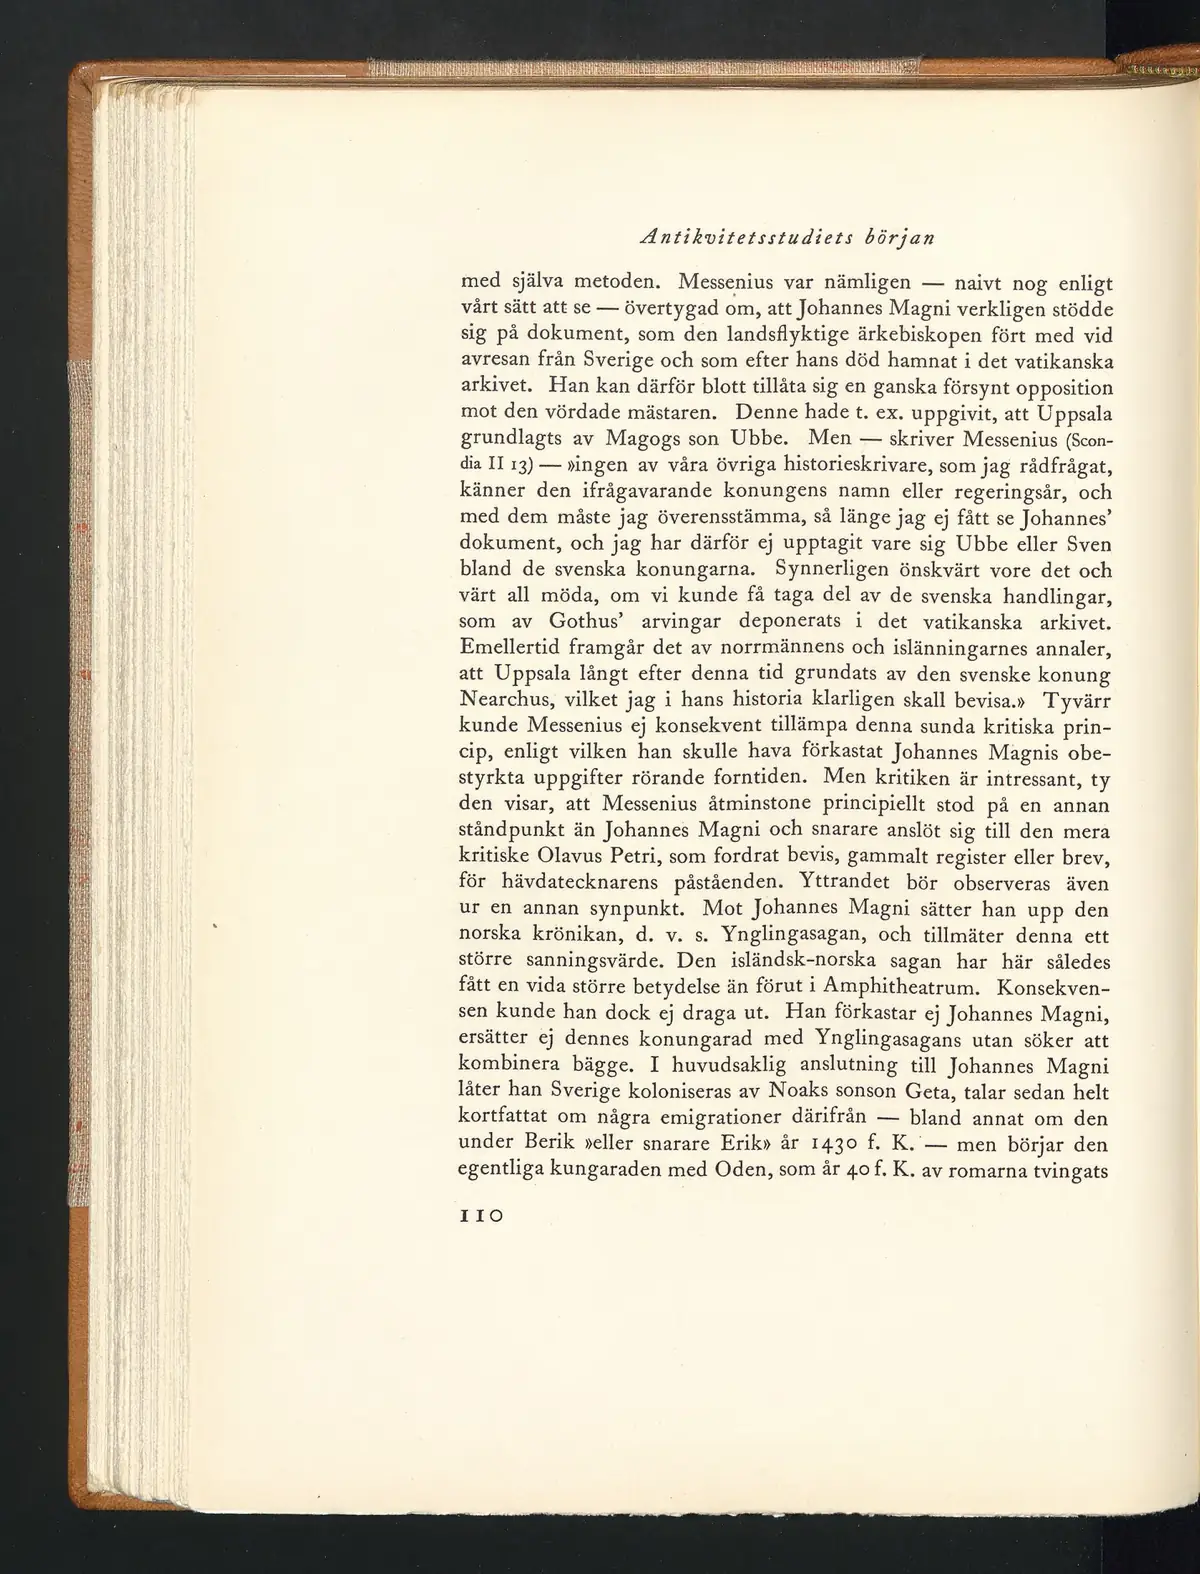 Antikvitetsstudiets början
med själva metoden. Messenius var nämligen — naivt nog enligt
vårt sätt att se — övertygad om, att Johannes Magni verkligen stödde
sig på dokument, som den landsflyktige ärkebiskopen fört med vid
avresan från Sverige och som efter hans död hamnat i det vatikanska
arkivet. Han kan därför blott tillåta sig en ganska försynt opposition
mot den vördade mästaren. Denne hade t. ex. uppgivit, att Uppsala
grundlagts av Magogs son Ubbe. Men — skriver Messenius (Scon-
dia II 13) — »ingen av våra övriga historieskrivare, som jag rådfrågat,
känner den ifrågavarande konungens namn eller regeringsår, och
med dem måste jag överensstämma, så länge jag ej fått se Johannes’
dokument, och jag har därför ej upptagit vare sig Ubbe eller Sven
bland de svenska konungarna. Synnerligen önskvärt vore det och
värt all möda, om vi kunde få taga del av de svenska handlingar,
som av Gothus’ arvingar deponerats i det vatikanska arkivet.
Emellertid framgår det av norrmännens och islänningarnes annaler,
att Uppsala långt efter denna tid grundats av den svenske konung
Nearchus, vilket jag i hans historia klarligen skall bevisa.» Tyvärr
kunde Messenius ej konsekvent tillämpa denna sunda kritiska prin-
cip, enligt vilken han skulle hava förkastat Johannes Magnis obe-
styrkta uppgifter rörande forntiden. Men kritiken är intressant, ty
den visar, att Messenius åtminstone principiellt stod på en annan
ståndpunkt än Johannes Magni och snarare anslöt sig till den mera
kritiske Olavus Petri, som fordrat bevis, gammalt register eller brev,
för hävdatecknarens påståenden. Yttrandet bör observeras även
ur en annan synpunkt. Mot Johannes Magni sätter han upp den
norska krönikan, d. v. s. Ynglingasagan, och tillmäter denna ett
större sanningsvärde. Den isländsk-norska sagan har här således
fått en vida större betydelse än förut i Amphitheatrum. Konsekven-
sen kunde han dock ej draga ut. Han förkastar ej Johannes Magni,
ersätter ej dennes konungarad med Ynglingasagans utan söker att
kombinera bägge. I huvudsaklig anslutning till Johannes Magni
låter han Sverige koloniseras av Noaks sonson Geta, talar sedan helt
kortfattat om några emigrationer därifrån — bland annat om den
under Berik »eller snarare Erik» år 1430 f. K. — men börjar den
egentliga kungaraden med Oden, som år 40 f. K. av romarna tvingats
110